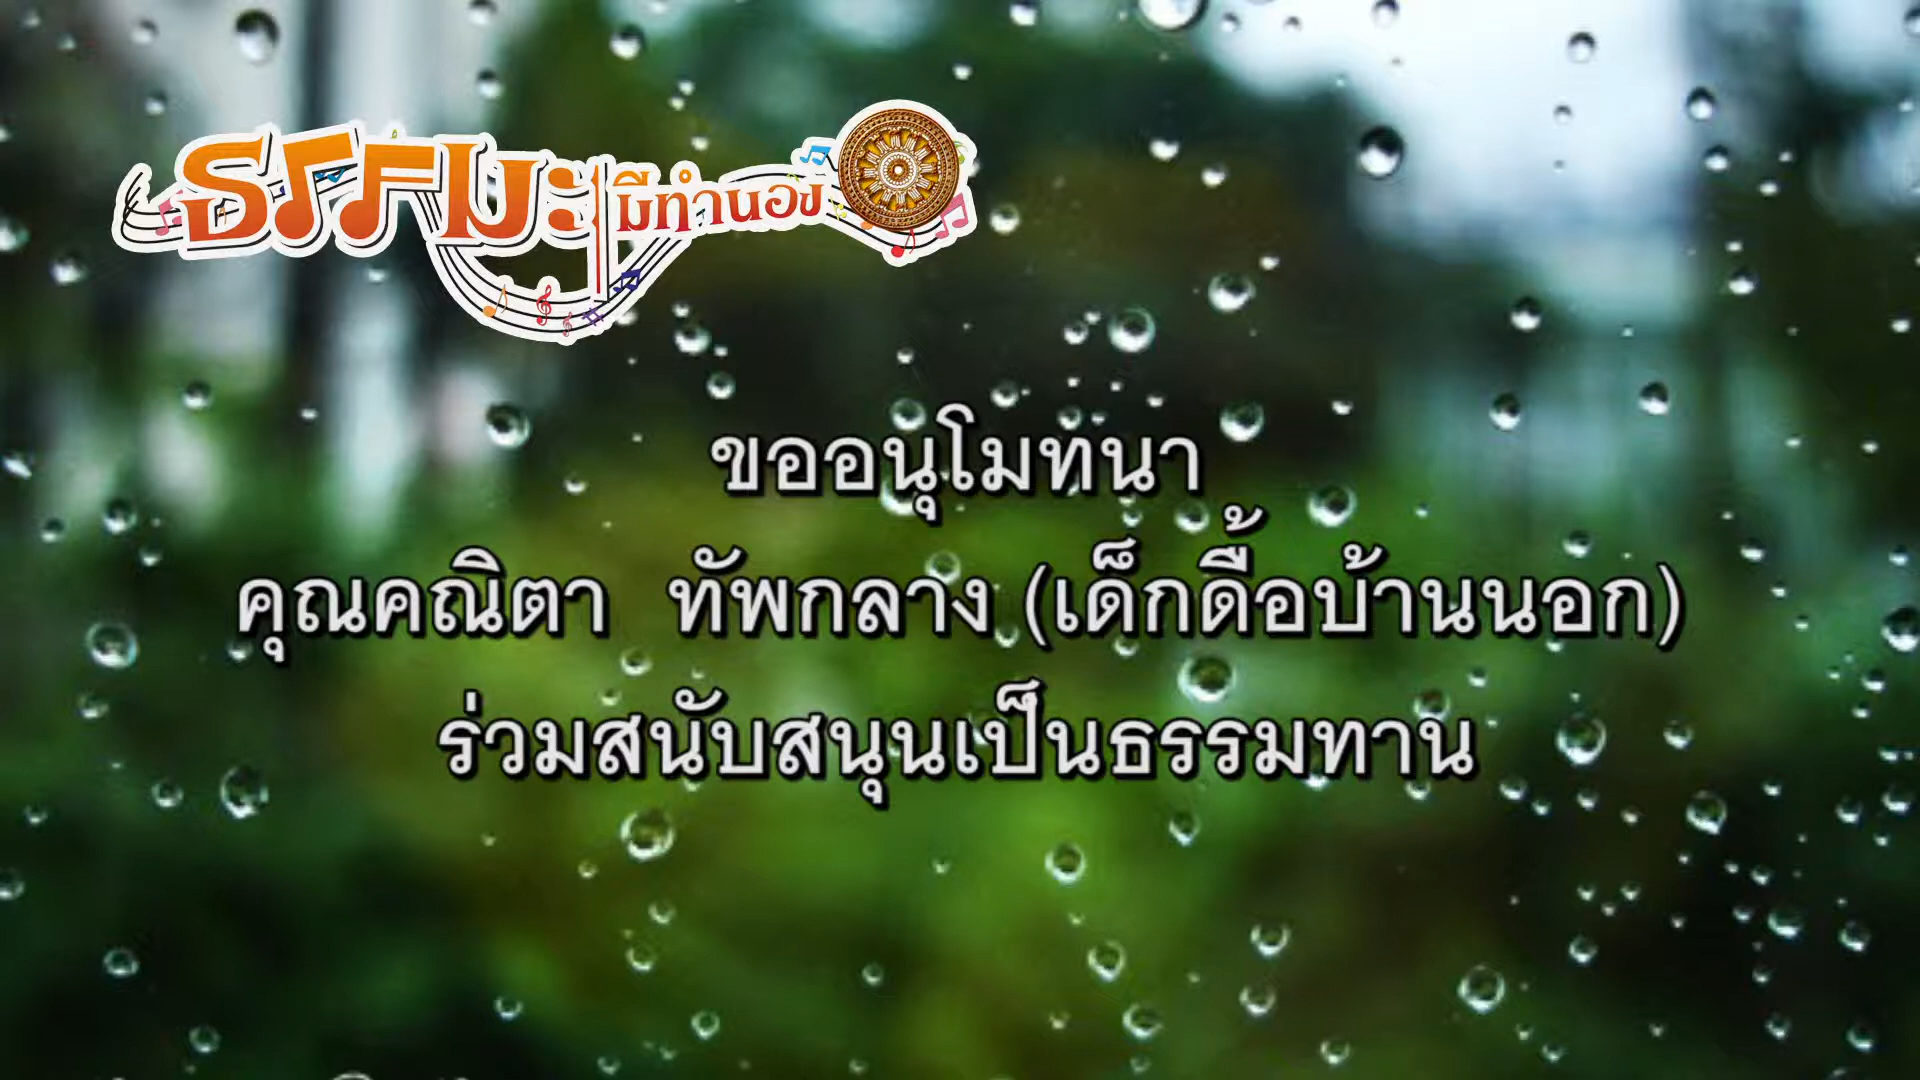 ธรรมะมีทำนอง
ขออนุโมทนา
คุณคณิตา ทัพกลาง (เด็กดื้อบ้านนอก)
ร่วมสนับสนุนเป็นธรรมทาน